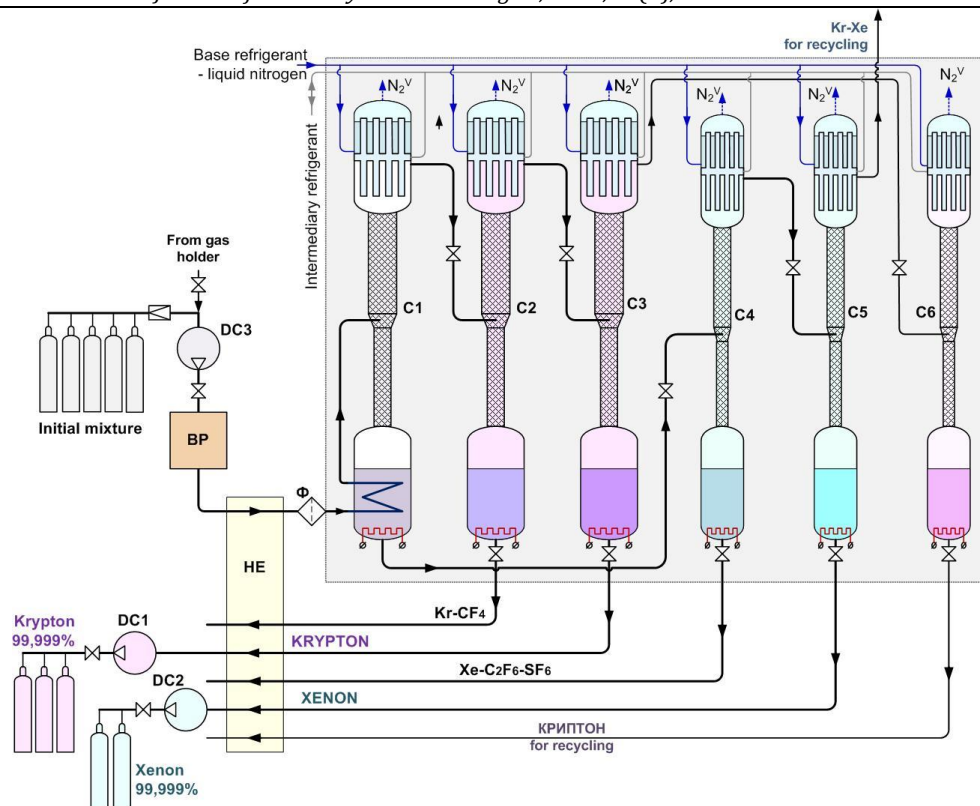 Kr-Xe
for recycling
Base refrigerant
- liquid nitrogen
N₂ⱽ
N₂ⱽ
N₂ⱽ
N₂ⱽ
N₂ⱽ
N₂ⱽ
Intermediary refrigerant
From gas
holder
C1
C2
C3
C4
C5
C6
DC3
Initial mixture
BP
Ф
HE
Kr-CF4
Krypton
99,999%
DC1
KRYPTON
Xe-C2F6-SF6
DC2
XENON
КРИПТОН
for recycling
Xenon
99,999%